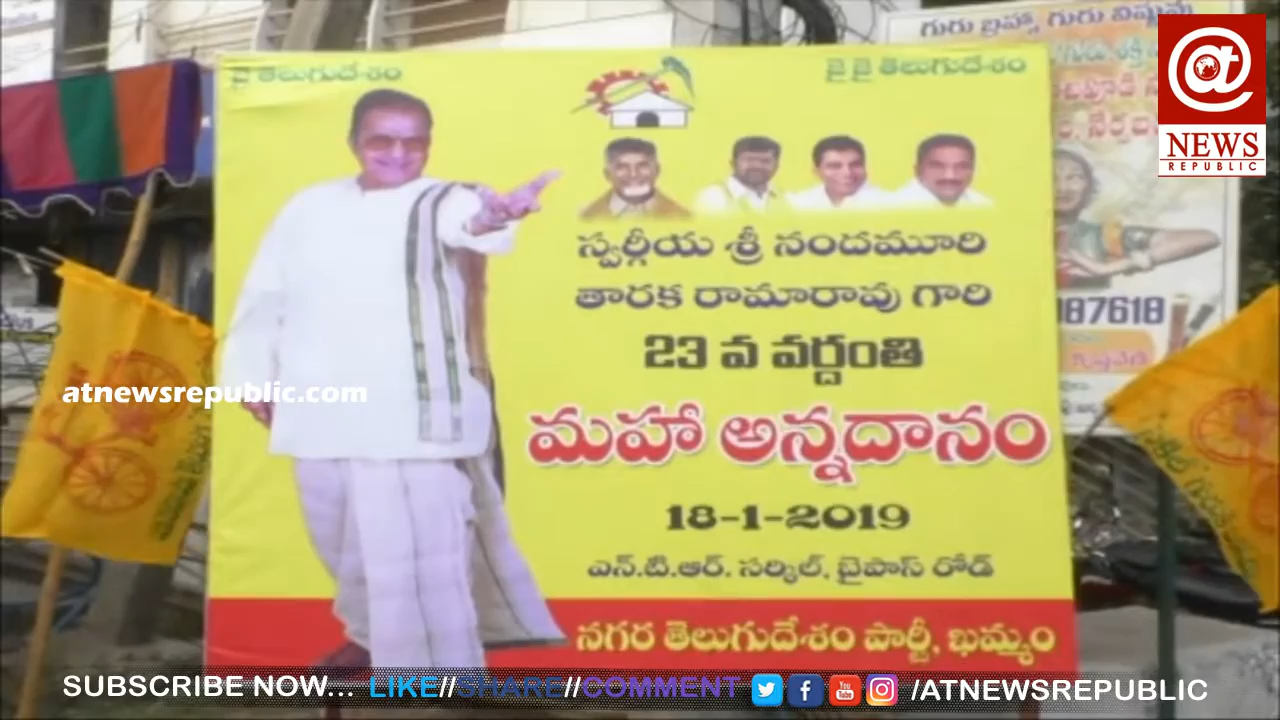 గురు బ్రహ్మ గురు విష్ణువు
జై తెలుగుదేశం
జై జై తెలుగుదేశం
NEWS
REPUBLIC
స్వర్గీయ శ్రీ నందమూరి
తారక రామారావు గారి
23 వ వర్దంతి
87618
atnewsrepublic.com
మహా అన్నదానం
18-1-2019
ఎన్.టి.ఆర్. సర్కిల్, బైపాస్ రోడ్
నగర తెలుగుదేశం పార్టీ, ఖమ్మం
SUBSCRIBE NOW... LIKE//SHARE//COMMENT /ATNEWSREPUBLIC